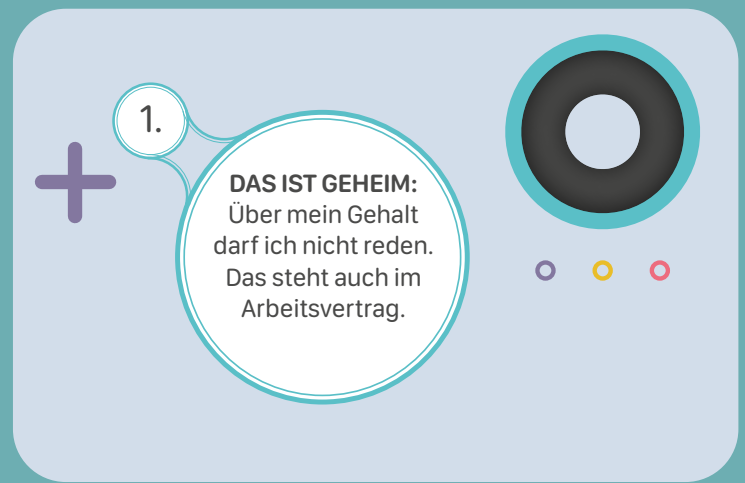 1.
DAS IST GEHEIM:
Über mein Gehalt
darf ich nicht reden.
Das steht auch im
Arbeitsvertrag.